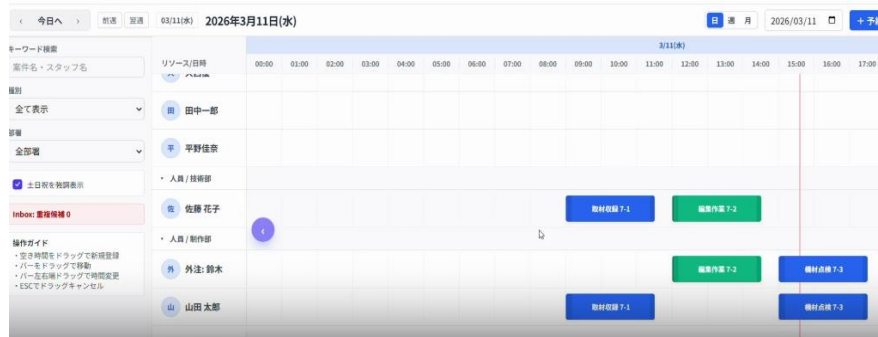 ‹ 今日へ › 前週 翌週 03/11(水) 2026年3月11日(水) 日 週 月 2026/03/11
キーワード検索
案件名・スタッフ名
種別
全て表示
部署
全部署
土日祝を強調表示
Inbox: 重複候補 0
操作ガイド
・空き時間をドラッグで新規登録
・バーをドラッグで移動
・バー左右端ドラッグで時間変更
・ESCでドラッグキャンセル
3/11(水)
リソース/日時 00:00 01:00 02:00 03:00 04:00 05:00 06:00 07:00 08:00 09:00 10:00 11:00 12:00 13:00 14:00 15:00 16:00 17:00
田 田中一郎
平 平野佳奈
・ 人員 / 技術部
佐 佐藤 花子 取材収録 7-1 編集作業 7-2
・ 人員 / 制作部
外 外注: 鈴木 編集作業 7-2 機材点検 7-3
山 山田 太郎 取材収録 7-1 機材点検 7-3